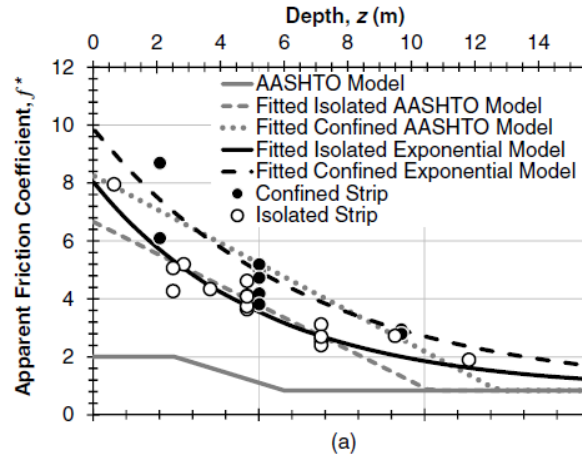 Depth, z (m)
0 2 4 6 8 10 12 14
Apparent Friction Coefficient, f*
12
10
8
6
4
2
0
AASHTO Model
Fitted Isolated AASHTO Model
Fitted Confined AASHTO Model
Fitted Isolated Exponential Model
Fitted Confined Exponential Model
Confined Strip
Isolated Strip
(a)